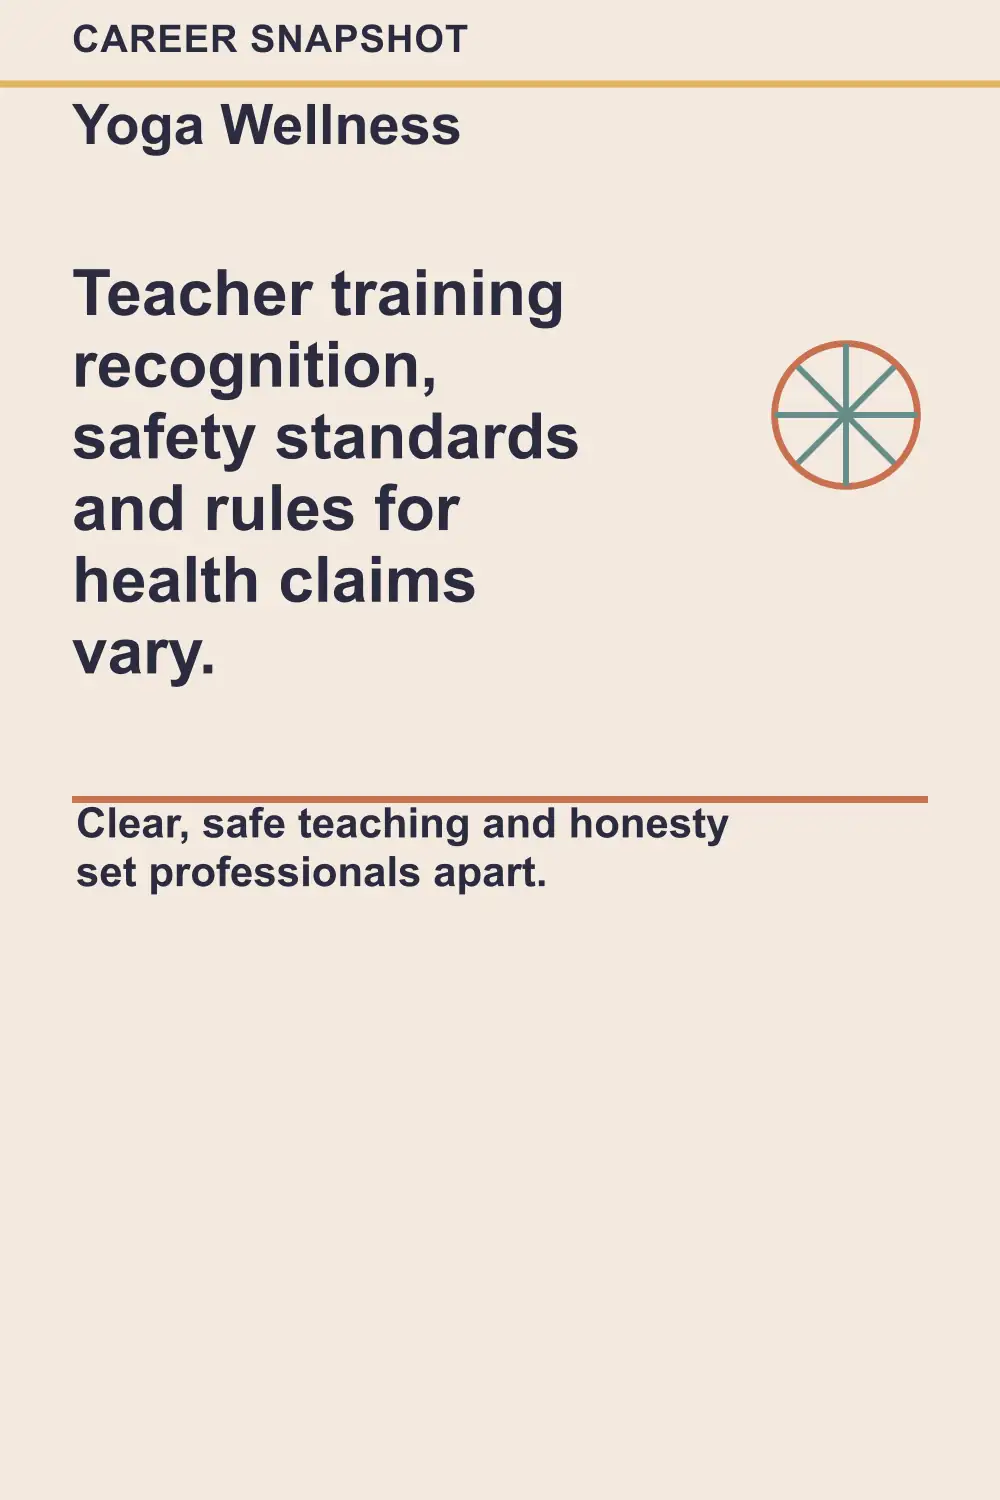 CAREER SNAPSHOT
Yoga Wellness
Teacher training
recognition,
safety standards
and rules for
health claims
vary.
Clear, safe teaching and honesty
set professionals apart.